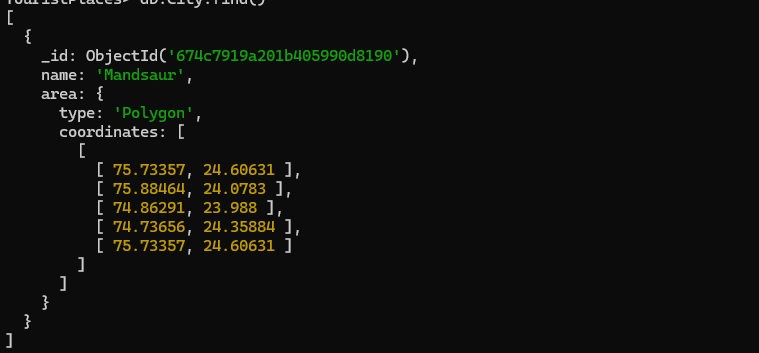 TouristPlaces> db.City.find()
[
  {
    _id: ObjectId('674c7919a201b405990d8190'),
    name: 'Mandsaur',
    area: {
      type: 'Polygon',
      coordinates: [
        [
          [ 75.73357, 24.60631 ],
          [ 75.88464, 24.0783 ],
          [ 74.86291, 23.988 ],
          [ 74.73656, 24.35884 ],
          [ 75.73357, 24.60631 ]
        ]
      ]
    }
  }
]